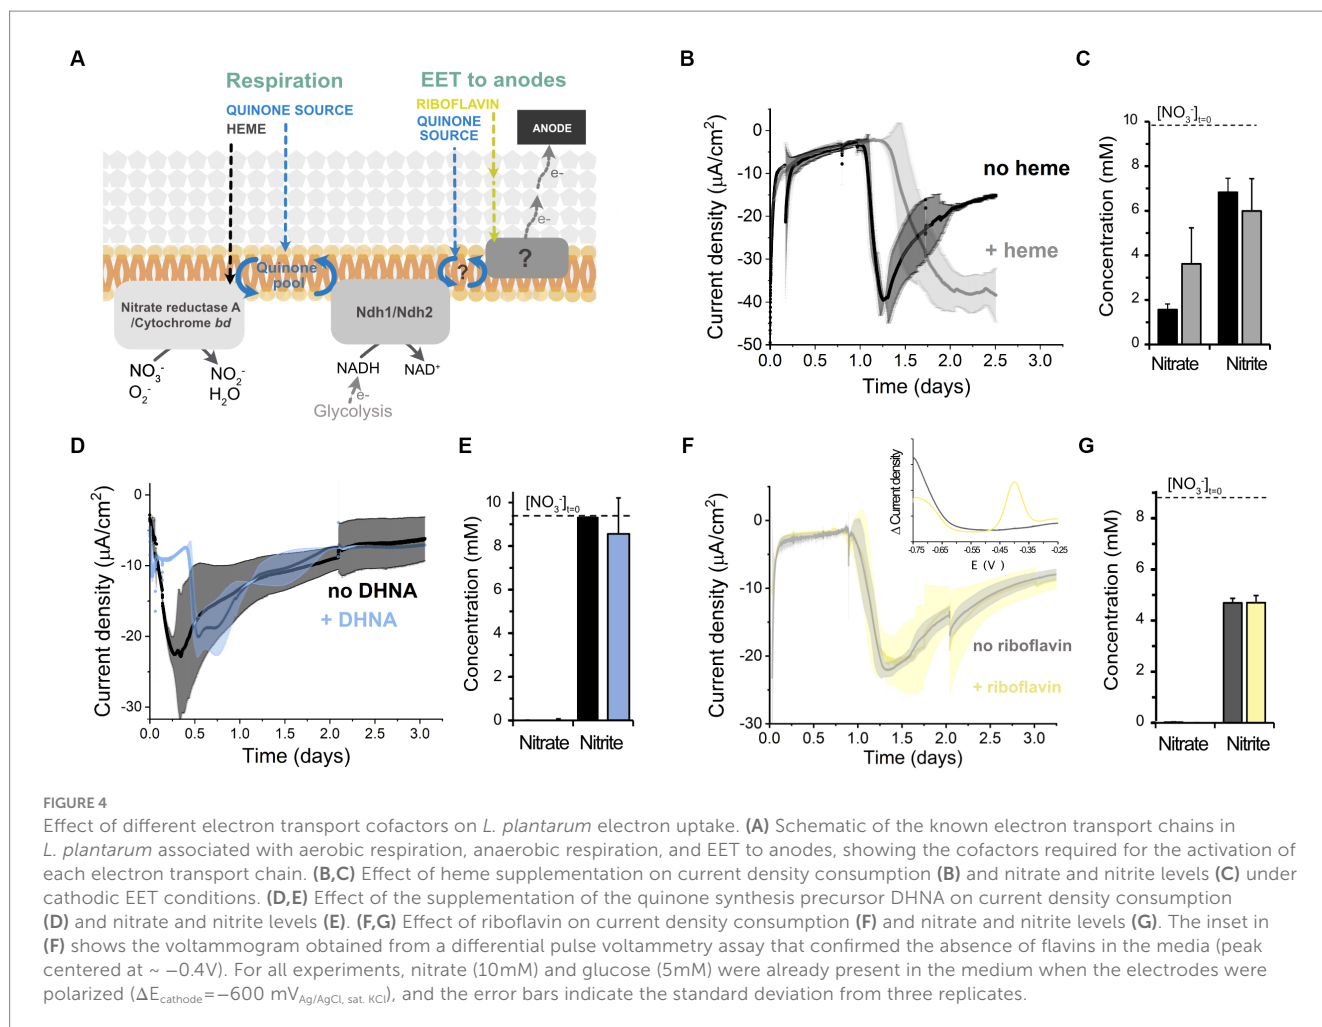 A
Respiration
EET to anodes
QUINONE SOURCE
HEME
RIBOFLAVIN
QUINONE
SOURCE
ANODE
e-
e-
?
?
Quinone
pool
Nitrate reductase A
/Cytochrome bd
Ndh1/Ndh2
NO3-
O2-
NO2-
H2O
NADH
NAD+
e-
Glycolysis
B
Current density (µA/cm2)
0
-10
-20
-30
-40
-50
no heme
+ heme
0.0 0.5 1.0 1.5 2.0 2.5 3.0
Time (days)
C
[NO3-]t=0
Concentration (mM)
10
8
6
4
2
0
Nitrate Nitrite
D
Current density (µA/cm2)
0
-10
-20
-30
no DHNA
+ DHNA
0.0 0.5 1.0 1.5 2.0 2.5 3.0
Time (days)
E
[NO3-]t=0
Concentration (mM)
10
8
6
4
2
0
Nitrate Nitrite
F
Current density (µA/cm2)
0
-10
-20
-30
Δ Current density
-0.75 -0.65 -0.55 -0.45 -0.35 -0.25
E (V)
no riboflavin
+ riboflavin
0.0 0.5 1.0 1.5 2.0 2.5 3.0
Time (days)
G
[NO3-]t=0
Concentration (mM)
8
6
4
2
0
Nitrate Nitrite
FIGURE 4
Effect of different electron transport cofactors on L. plantarum electron uptake. (A) Schematic of the known electron transport chains in
L. plantarum associated with aerobic respiration, anaerobic respiration, and EET to anodes, showing the cofactors required for the activation of
each electron transport chain. (B,C) Effect of heme supplementation on current density consumption (B) and nitrate and nitrite levels (C) under
cathodic EET conditions. (D,E) Effect of the supplementation of the quinone synthesis precursor DHNA on current density consumption
(D) and nitrate and nitrite levels (E). (F,G) Effect of riboflavin on current density consumption (F) and nitrate and nitrite levels (G). The inset in
(F) shows the voltammogram obtained from a differential pulse voltammetry assay that confirmed the absence of flavins in the media (peak
centered at ~ −0.4V). For all experiments, nitrate (10mM) and glucose (5mM) were already present in the medium when the electrodes were
polarized (ΔEcathode=−600 mVAg/AgCl, sat. KCl), and the error bars indicate the standard deviation from three replicates.